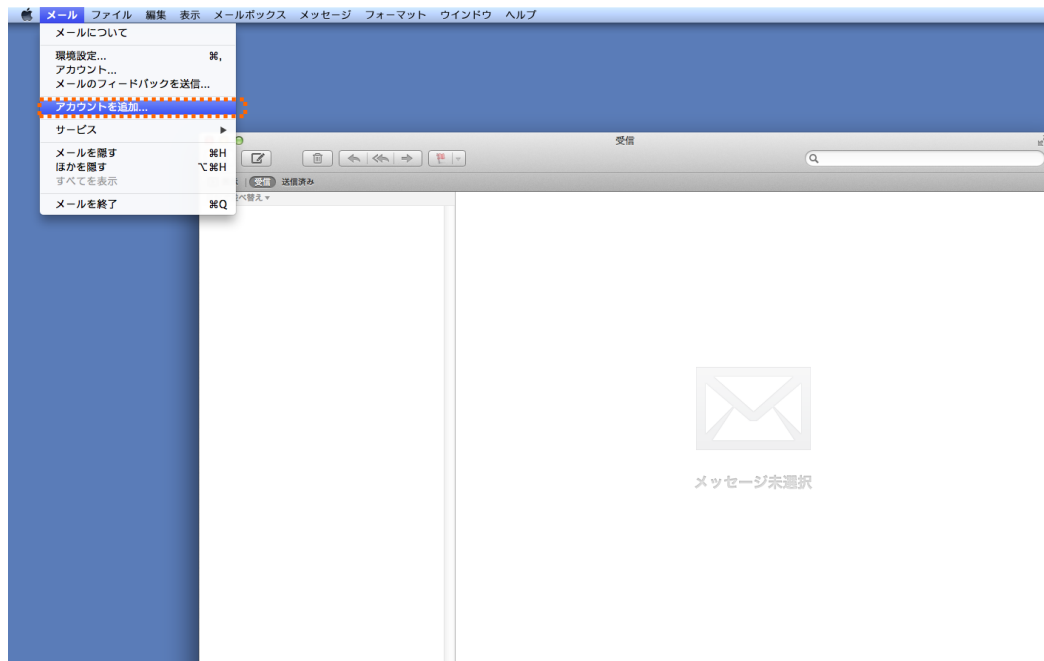 メール ファイル 編集 表示 メールボックス メッセージ フォーマット ウインドウ ヘルプ
メールについて
環境設定... ⌘,
アカウント...
メールのフィードバックを送信...
アカウントを追加...
サービス ▶
メールを隠す ⌘H
ほかを隠す ⌥⌘H
すべてを表示
メールを終了 ⌘Q
受信
受信 送信済み
べ替え ▾
メッセージ未選択